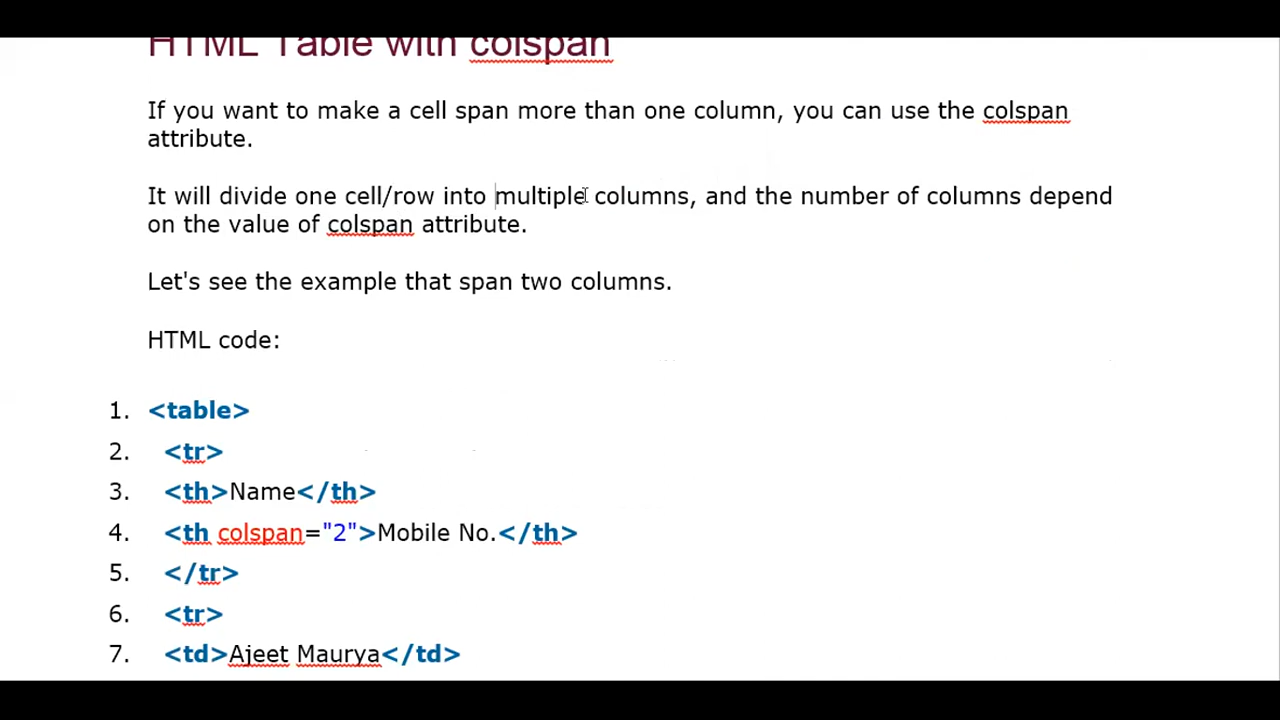 HTML Table with colspan
If you want to make a cell span more than one column, you can use the colspan
attribute.
It will divide one cell/row into multiple columns, and the number of columns depend
on the value of colspan attribute.
Let's see the example that span two columns.
HTML code:
1. <table>
2. <tr>
3. <th>Name</th>
4. <th colspan="2">Mobile No.</th>
5. </tr>
6. <tr>
7. <td>Ajeet Maurya</td>